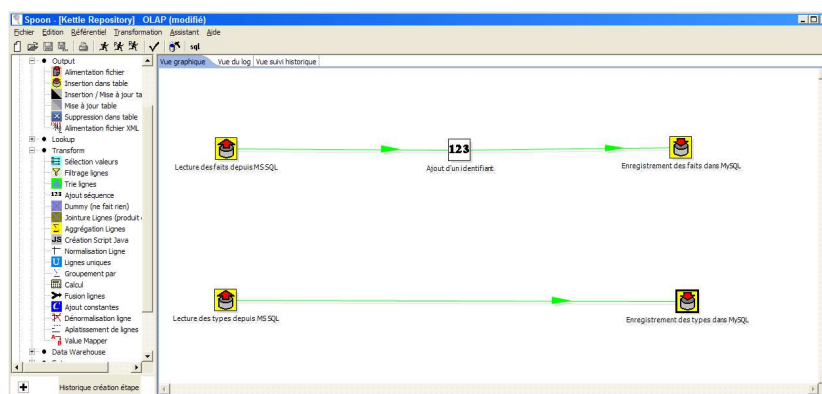 Spoon - [Kettle Repository] OLAP (modifié)
Fichier Edition Référentiel Transformation Assistant Aide
sql
Vue graphique Vue du log Vue suivi historique
Output
Alimentation fichier
Insertion dans table
Insertion / Mise à jour ta
Mise à jour table
Suppression dans table
Alimentation fichier XML
Lookup
Transform
Sélection valeurs
Filtrage lignes
Trie lignes
123 Ajout séquence
Dummy (ne fait rien)
Jointure Lignes (produit
Aggrégation Lignes
JS Création Script Java
Normalisation Ligne
U Lignes uniques
Groupement par
Calcul
Fusion lignes
Ajout constantes
Dénormalisation ligne
Aplatissement de lignes
Value Mapper
Data Warehouse
Historique création étape
123
Lecture des faits depuis MS SQL
Ajout d'un identifiant
Enregistrement des faits dans MySQL
Lecture des types depuis MS SQL
Enregistrement des types dans MySQL